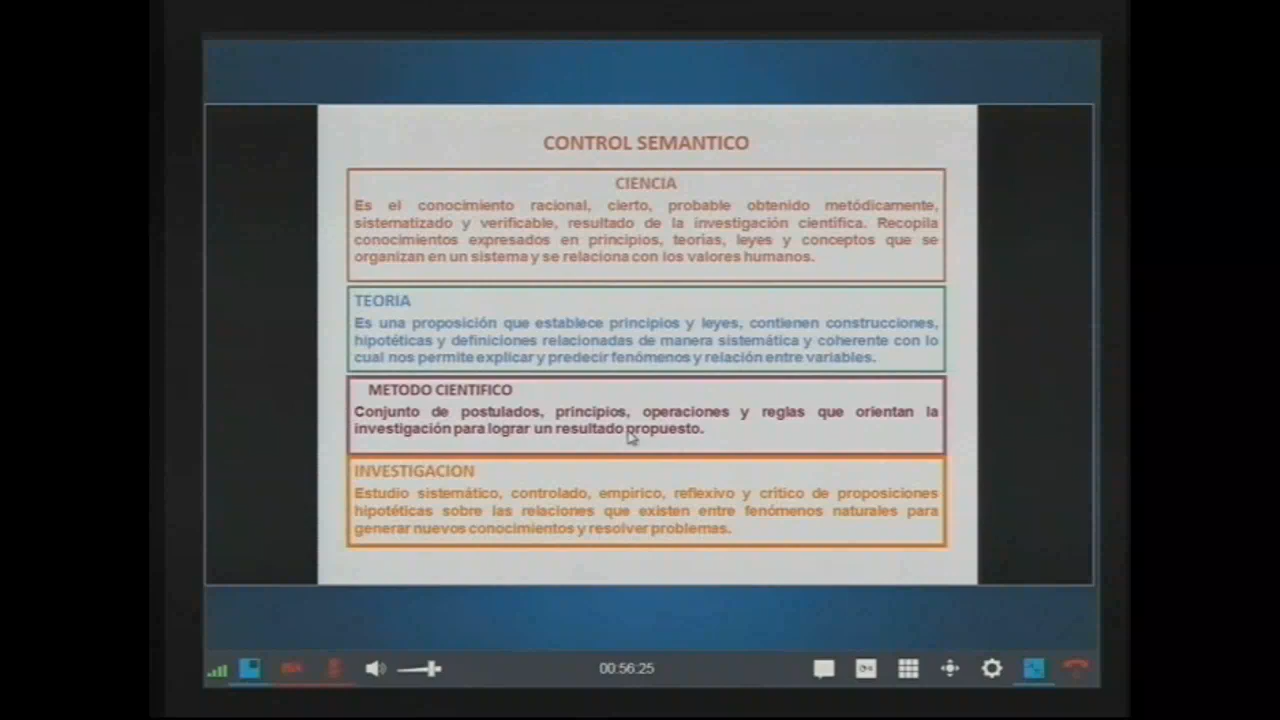 CONTROL SEMANTICO
CIENCIA
Es el conocimiento racional, cierto, probable obtenido metódicamente,
sistematizado y verificable, resultado de la investigación científica. Recopila
conocimientos expresados en principios, teorías, leyes y conceptos que se
organizan en un sistema y se relaciona con los valores humanos.
TEORIA
Es una proposición que establece principios y leyes, contienen construcciones,
hipotéticas y definiciones relacionadas de manera sistemática y coherente con lo
cual nos permite explicar y predecir fenómenos y relación entre variables.
METODO CIENTIFICO
Conjunto de postulados, principios, operaciones y reglas que orientan la
investigación para lograr un resultado propuesto.
INVESTIGACION
Estudio sistemático, controlado, empírico, reflexivo y crítico de proposiciones
hipotéticas sobre las relaciones que existen entre fenómenos naturales para
generar nuevos conocimientos y resolver problemas.
00:56:25